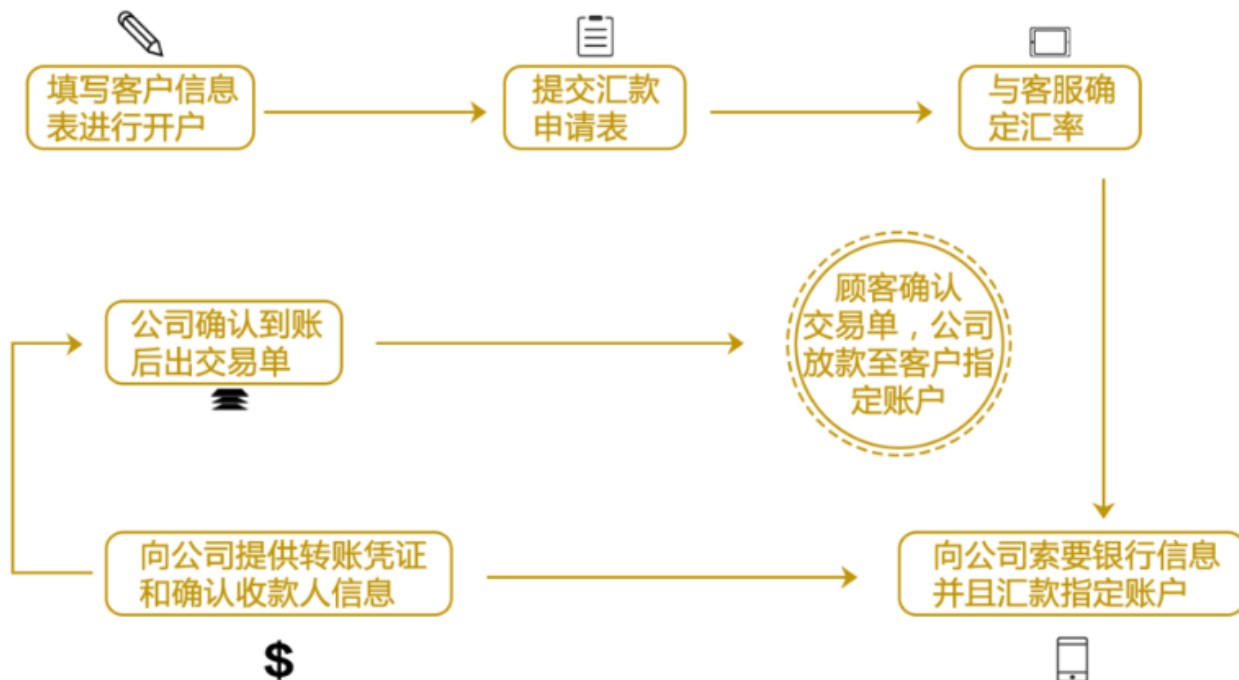 填写客户信息
表进行开户
提交汇款
申请表
与客服确
定汇率
公司确认到账
后出交易单
顾客确认
交易单，公司
放款至客户指
定账户
向公司提供转账凭证
和确认收款人信息
向公司索要银行信息
并且汇款指定账户
$